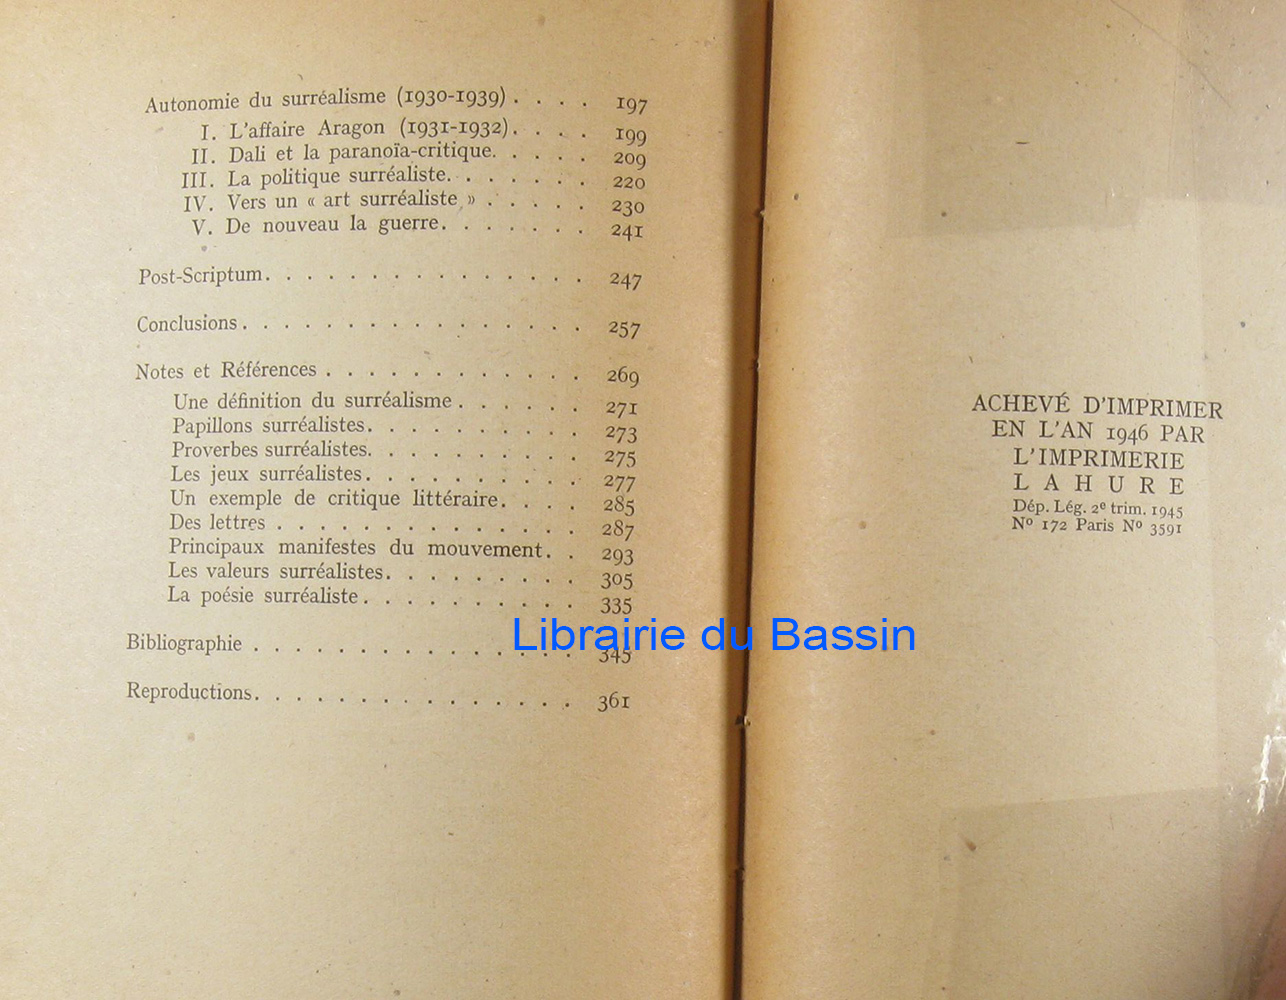 Autonomie du surréalisme (1930-1939) . . . . 197
I. L'affaire Aragon (1931-1932). . . . 199
II. Dali et la paranoïa-critique. . . . . 209
III. La politique surréaliste. . . . . . . 220
IV. Vers un « art surréaliste » . . . . . 230
V. De nouveau la guerre. . . . . . . 241
Post-Scriptum. . . . . . . . . . . . . . . 247
Conclusions. . . . . . . . . . . . . . . . 257
Notes et Références . . . . . . . . . . . . 269
Une définition du surréalisme . . . . . . 271
Papillons surréalistes. . . . . . . . . . 273
Proverbes surréalistes. . . . . . . . . . 275
Les jeux surréalistes. . . . . . . . . . 277
Un exemple de critique littéraire. . . . 285
Des lettres . . . . . . . . . . . . . . 287
Principaux manifestes du mouvement. . . 293
Les valeurs surréalistes. . . . . . . . . 305
La poésie surréaliste . . . . . . . . . . 335
Bibliographie . . . . . . . . . . . . . . . 345
Reproductions. . . . . . . . . . . . . . . 361
Librairie du Bassin
ACHEVÉ D'IMPRIMER
EN L'AN 1946 PAR
L'IMPRIMERIE
LAHURE
Dép. Lég. 2e trim. 1945
No 172 Paris No 3591